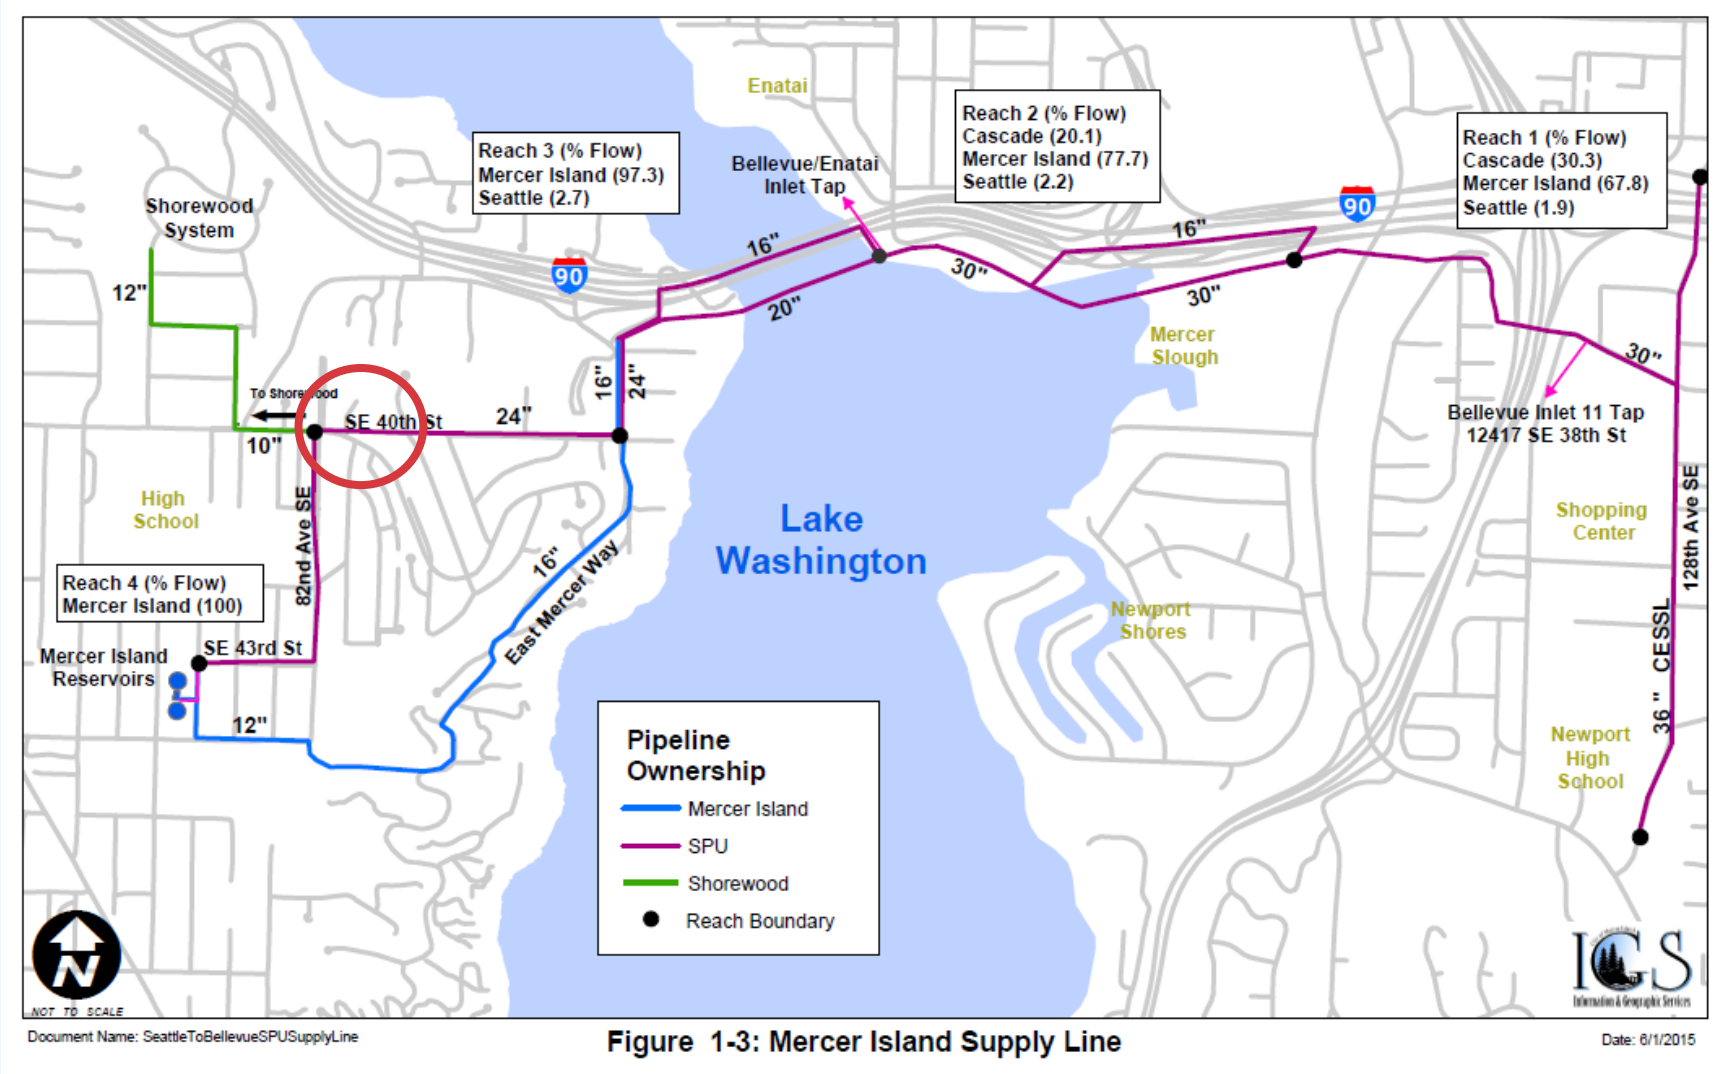 Enatai
Reach 2 (% Flow)
Cascade (20.1)
Mercer Island (77.7)
Seattle (2.2)
Reach 1 (% Flow)
Cascade (30.3)
Mercer Island (67.8)
Seattle (1.9)
Reach 3 (% Flow)
Mercer Island (97.3)
Seattle (2.7)
Bellevue/Enatai
Inlet Tap
90
Shorewood
System
16"
16"
90
30"
12"
20"
30"
Mercer
Slough
30"
16"
24"
To Shorewood
SE 40th St
24"
10"
Bellevue Inlet 11 Tap
12417 SE 38th St
High
School
82nd Ave SE
Lake
Washington
Shopping
Center
128th Ave SE
16"
East Mercer Way
Reach 4 (% Flow)
Mercer Island (100)
Newport
Shores
SE 43rd St
Mercer Island
Reservoirs
36" CESSL
12"
Newport
High
School
Pipeline
Ownership
Mercer Island
SPU
Shorewood
Reach Boundary
N
NOT TO SCALE
IGS
Information & Geographic Services
Document Name: SeattleToBellevueSPUSupplyLine
Figure 1-3: Mercer Island Supply Line
Date: 6/1/2015